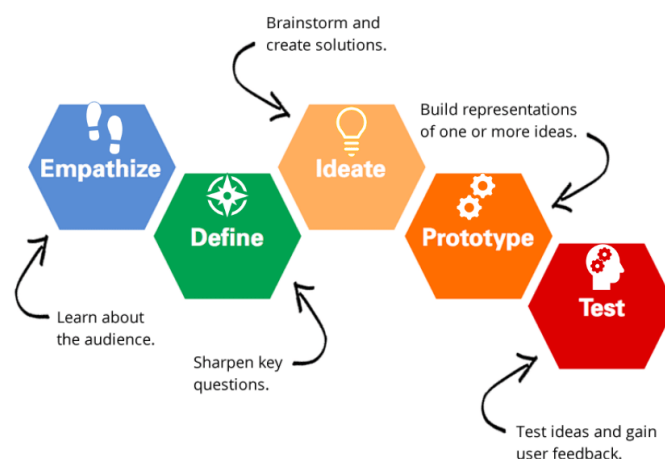 Brainstorm and
create solutions.
Build representations
of one or more ideas.
Empathize
Ideate
Define
Prototype
Test
Learn about
the audience.
Sharpen key
questions.
Test ideas and gain
user feedback.